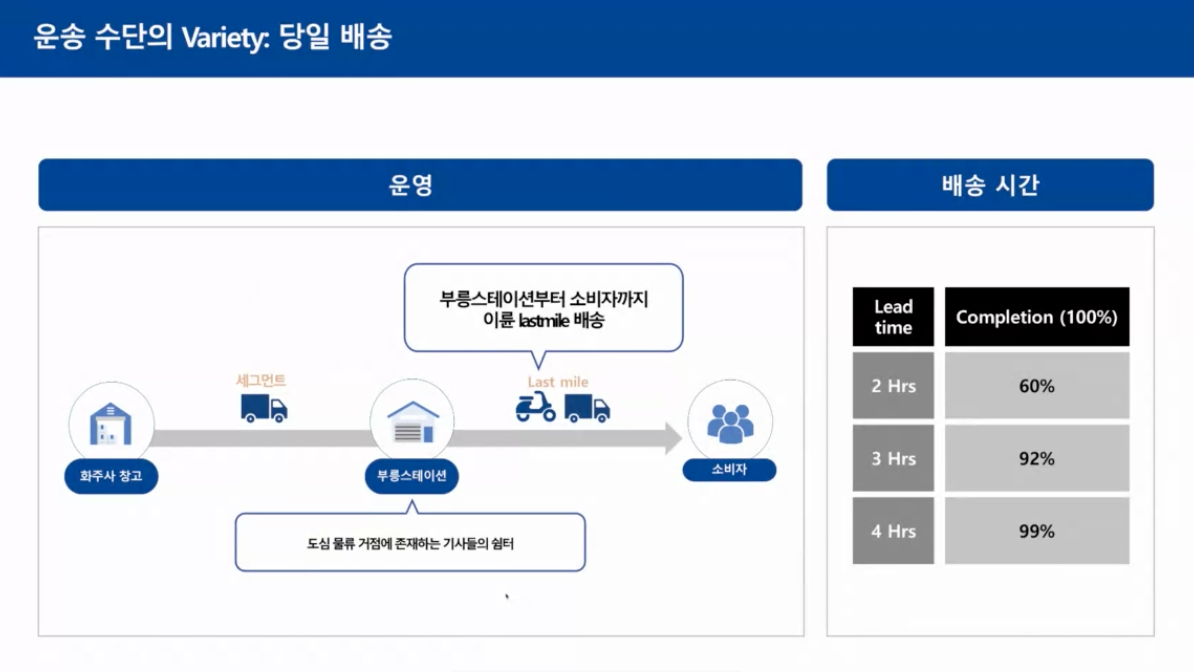 운송 수단의 Variety: 당일 배송
운영
부릉스테이션부터 소비자까지
이륜 lastmile 배송
세그먼트
Last mile
화주사 창고
부릉스테이션
소비자
도심 물류 거점에 존재하는 기사들의 쉼터
배송 시간
Lead
time
Completion (100%)
2 Hrs
60%
3 Hrs
92%
4 Hrs
99%